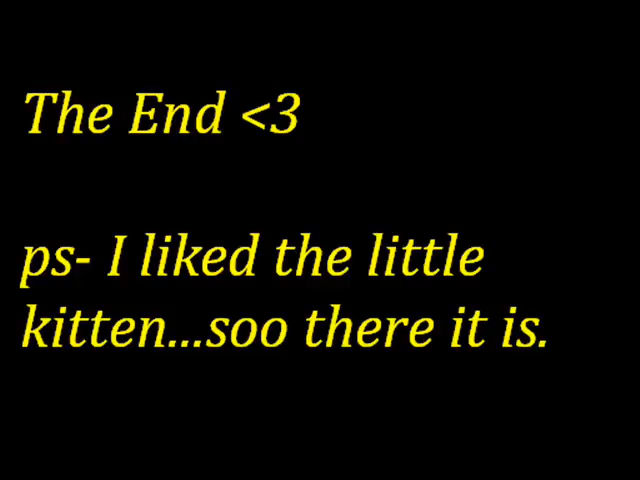 The End <3
ps- I liked the little
kitten...soo there it is.